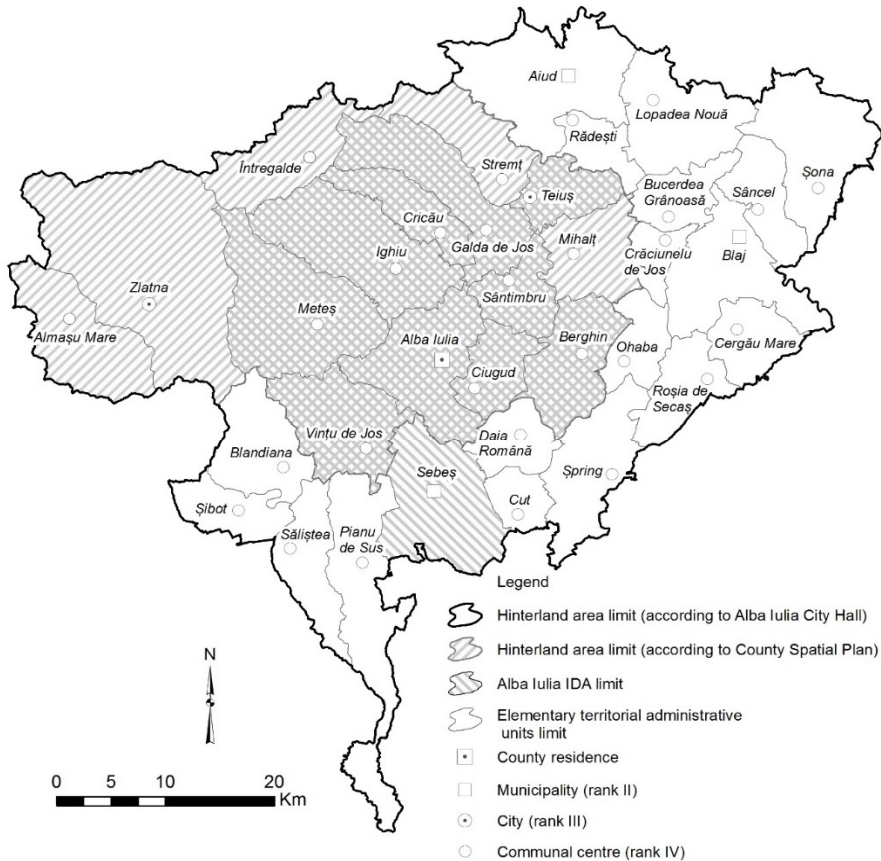 Aiud
Lopadea Nouă
Rădești
Întregalde
Stremț
Teiuș
Bucerdea
Grânoasă
Sâncel
Șona
Cricău
Galda de Jos
Mihalț
Crăciunelu
de Jos
Blaj
Ighiu
Zlatna
Sântimbru
Meteș
Almașu Mare
Alba Iulia
Berghin
Ohaba
Cergău Mare
Ciugud
Roșia de
Secaș
Vințu de Jos
Daia
Română
Blandiana
Sebeș
Șpring
Șibot
Cut
Săliștea
Pianu
de Sus
Legend
Hinterland area limit (according to Alba Iulia City Hall)
Hinterland area limit (according to County Spatial Plan)
Alba Iulia IDA limit
Elementary territorial administrative
units limit
County residence
Municipality (rank II)
City (rank III)
Communal centre (rank IV)
N
0 5 10 20
Km